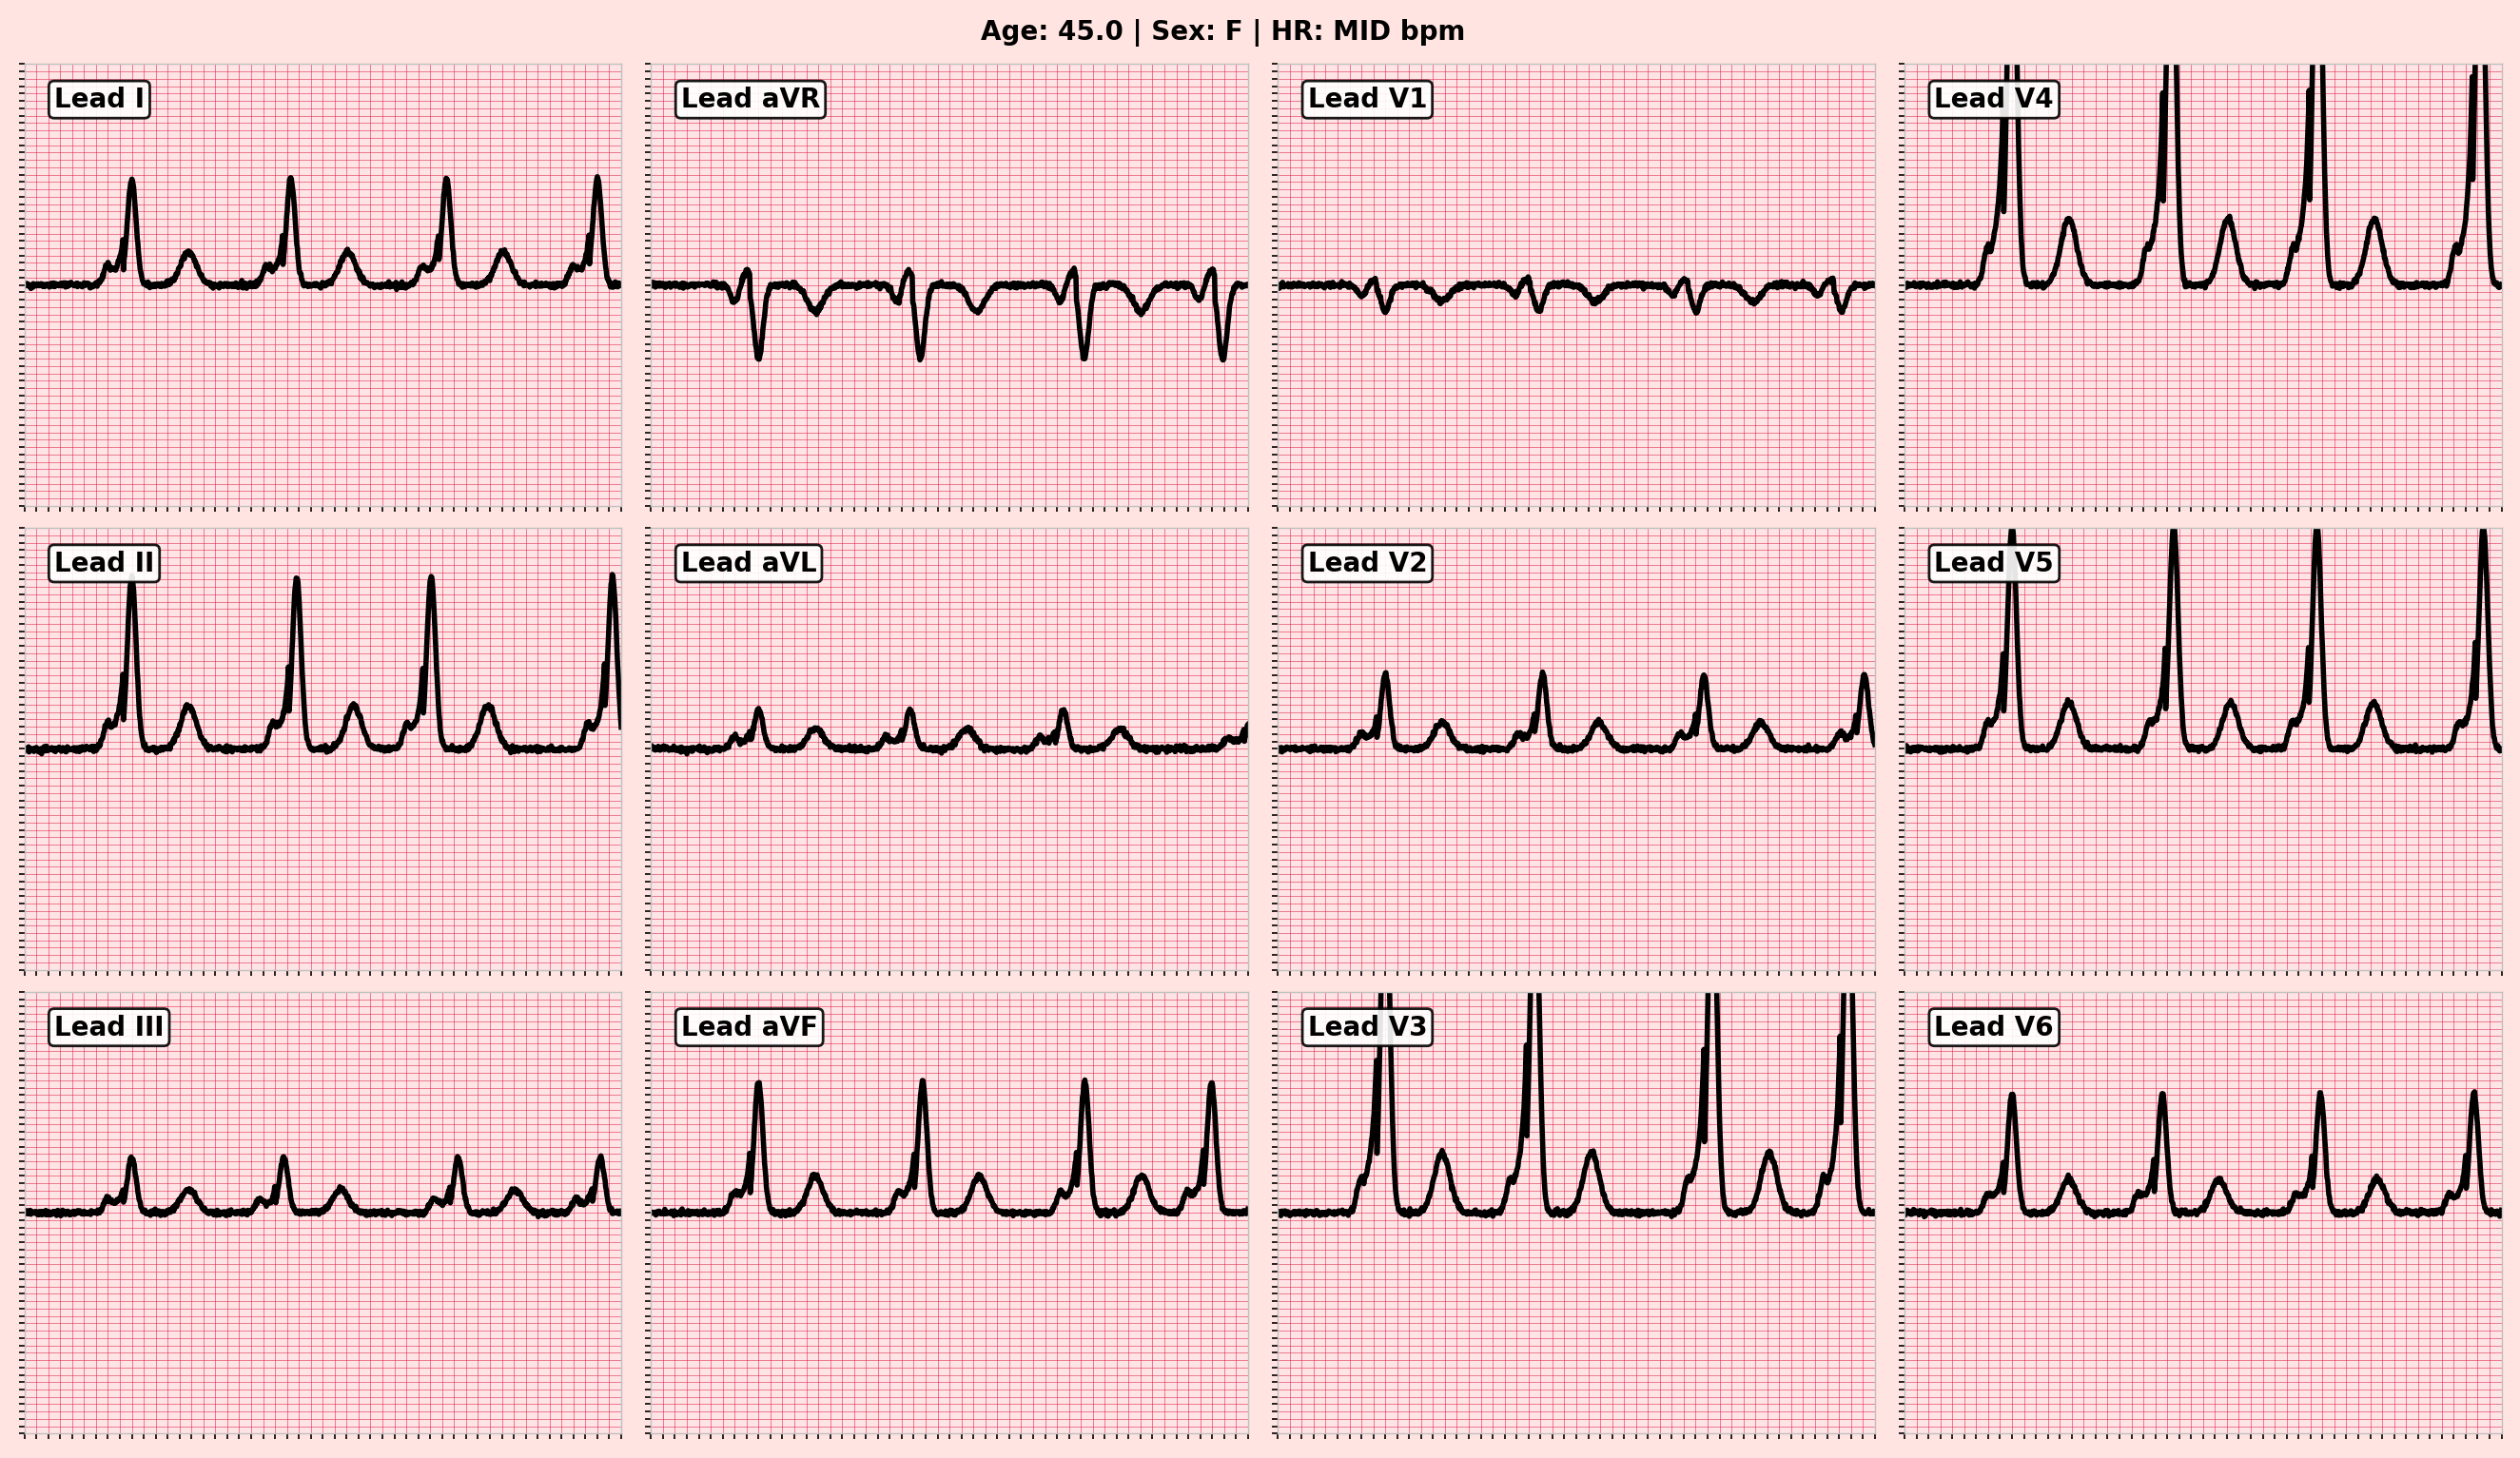 Age: 45.0 | Sex: F | HR: MID bpm
Lead I
Lead aVR
Lead V1
Lead V4
Lead II
Lead aVL
Lead V2
Lead V5
Lead III
Lead aVF
Lead V3
Lead V6